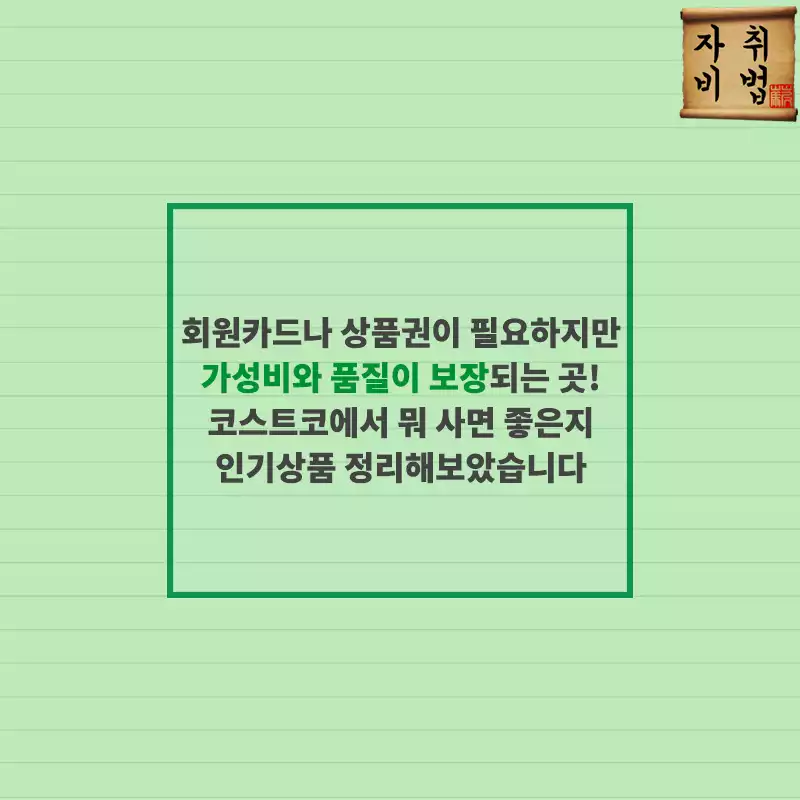 자취
비법
회원카드나 상품권이 필요하지만
가성비와 품질이 보장되는 곳!
코스트코에서 뭐 사면 좋은지
인기상품 정리해보았습니다